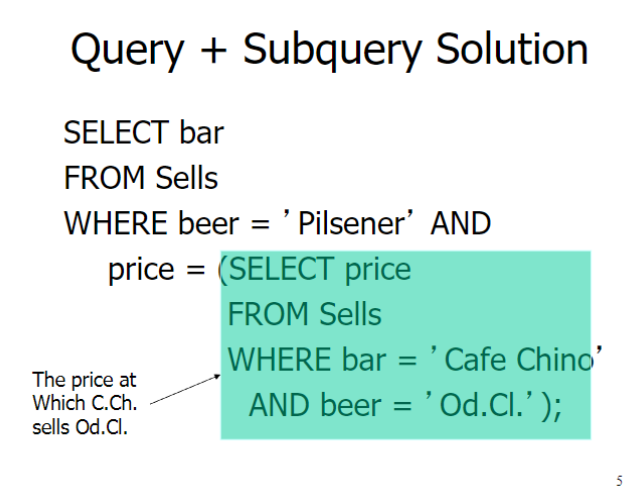 Query + Subquery Solution
SELECT bar
FROM Sells
WHERE beer = ’Pilsener’ AND
price = (SELECT price
FROM Sells
WHERE bar = ’Cafe Chino’
AND beer = ’Od.Cl.’);
The price at
Which C.Ch.
sells Od.Cl.
5